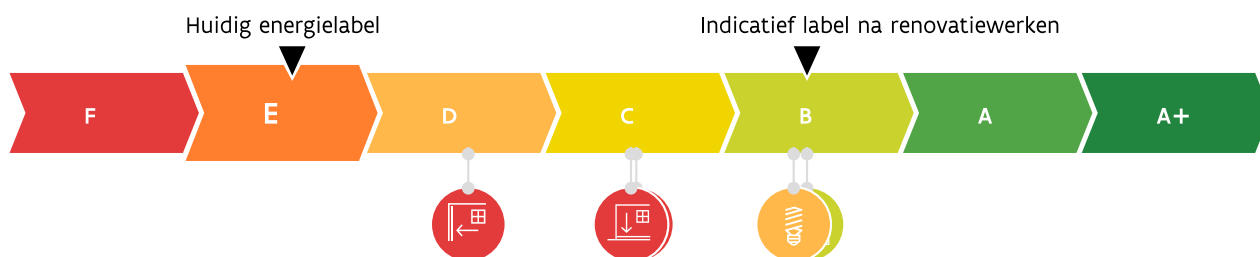 Huidig energielabel
Indicatief label na renovatiewerken
F
E
D
C
B
A
A+